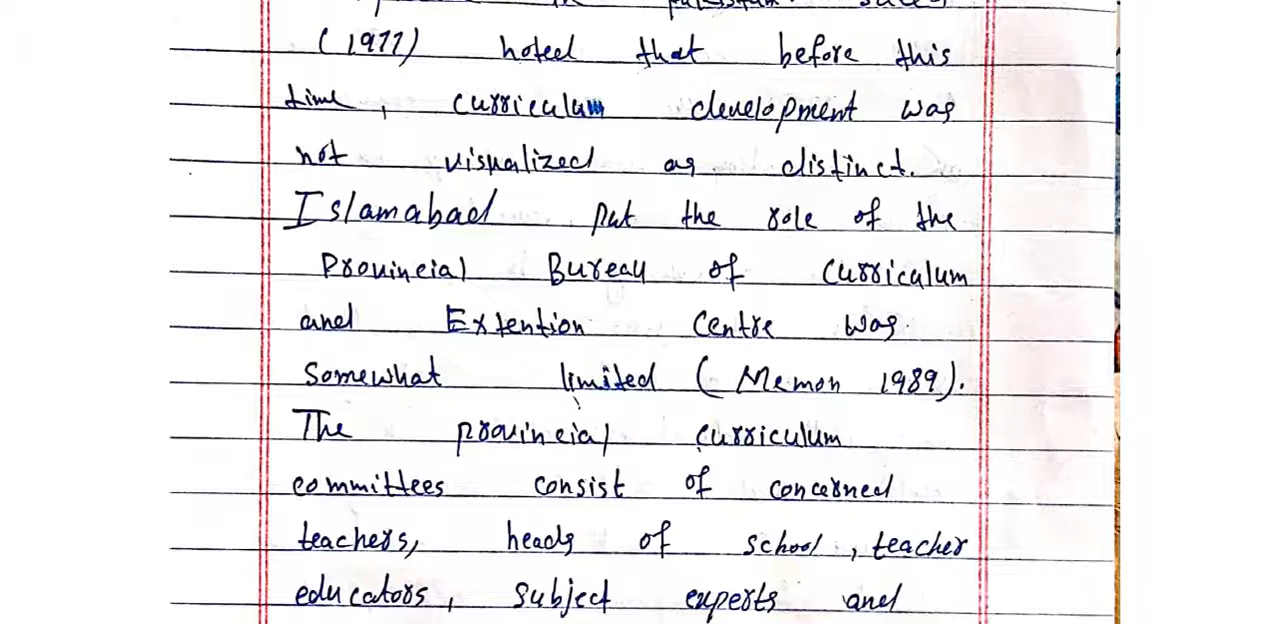 (1977) noted that before this
time, curriculum development was
not visualized as distinct.
Islamabad put the role of the
Provincial Bureau of Curriculum
and Extention Centre was
Somewhat limited (Memon 1989).
The provincial curriculum
committees consist of concerned
teachers, heads of school, teacher
educators, subject experts and